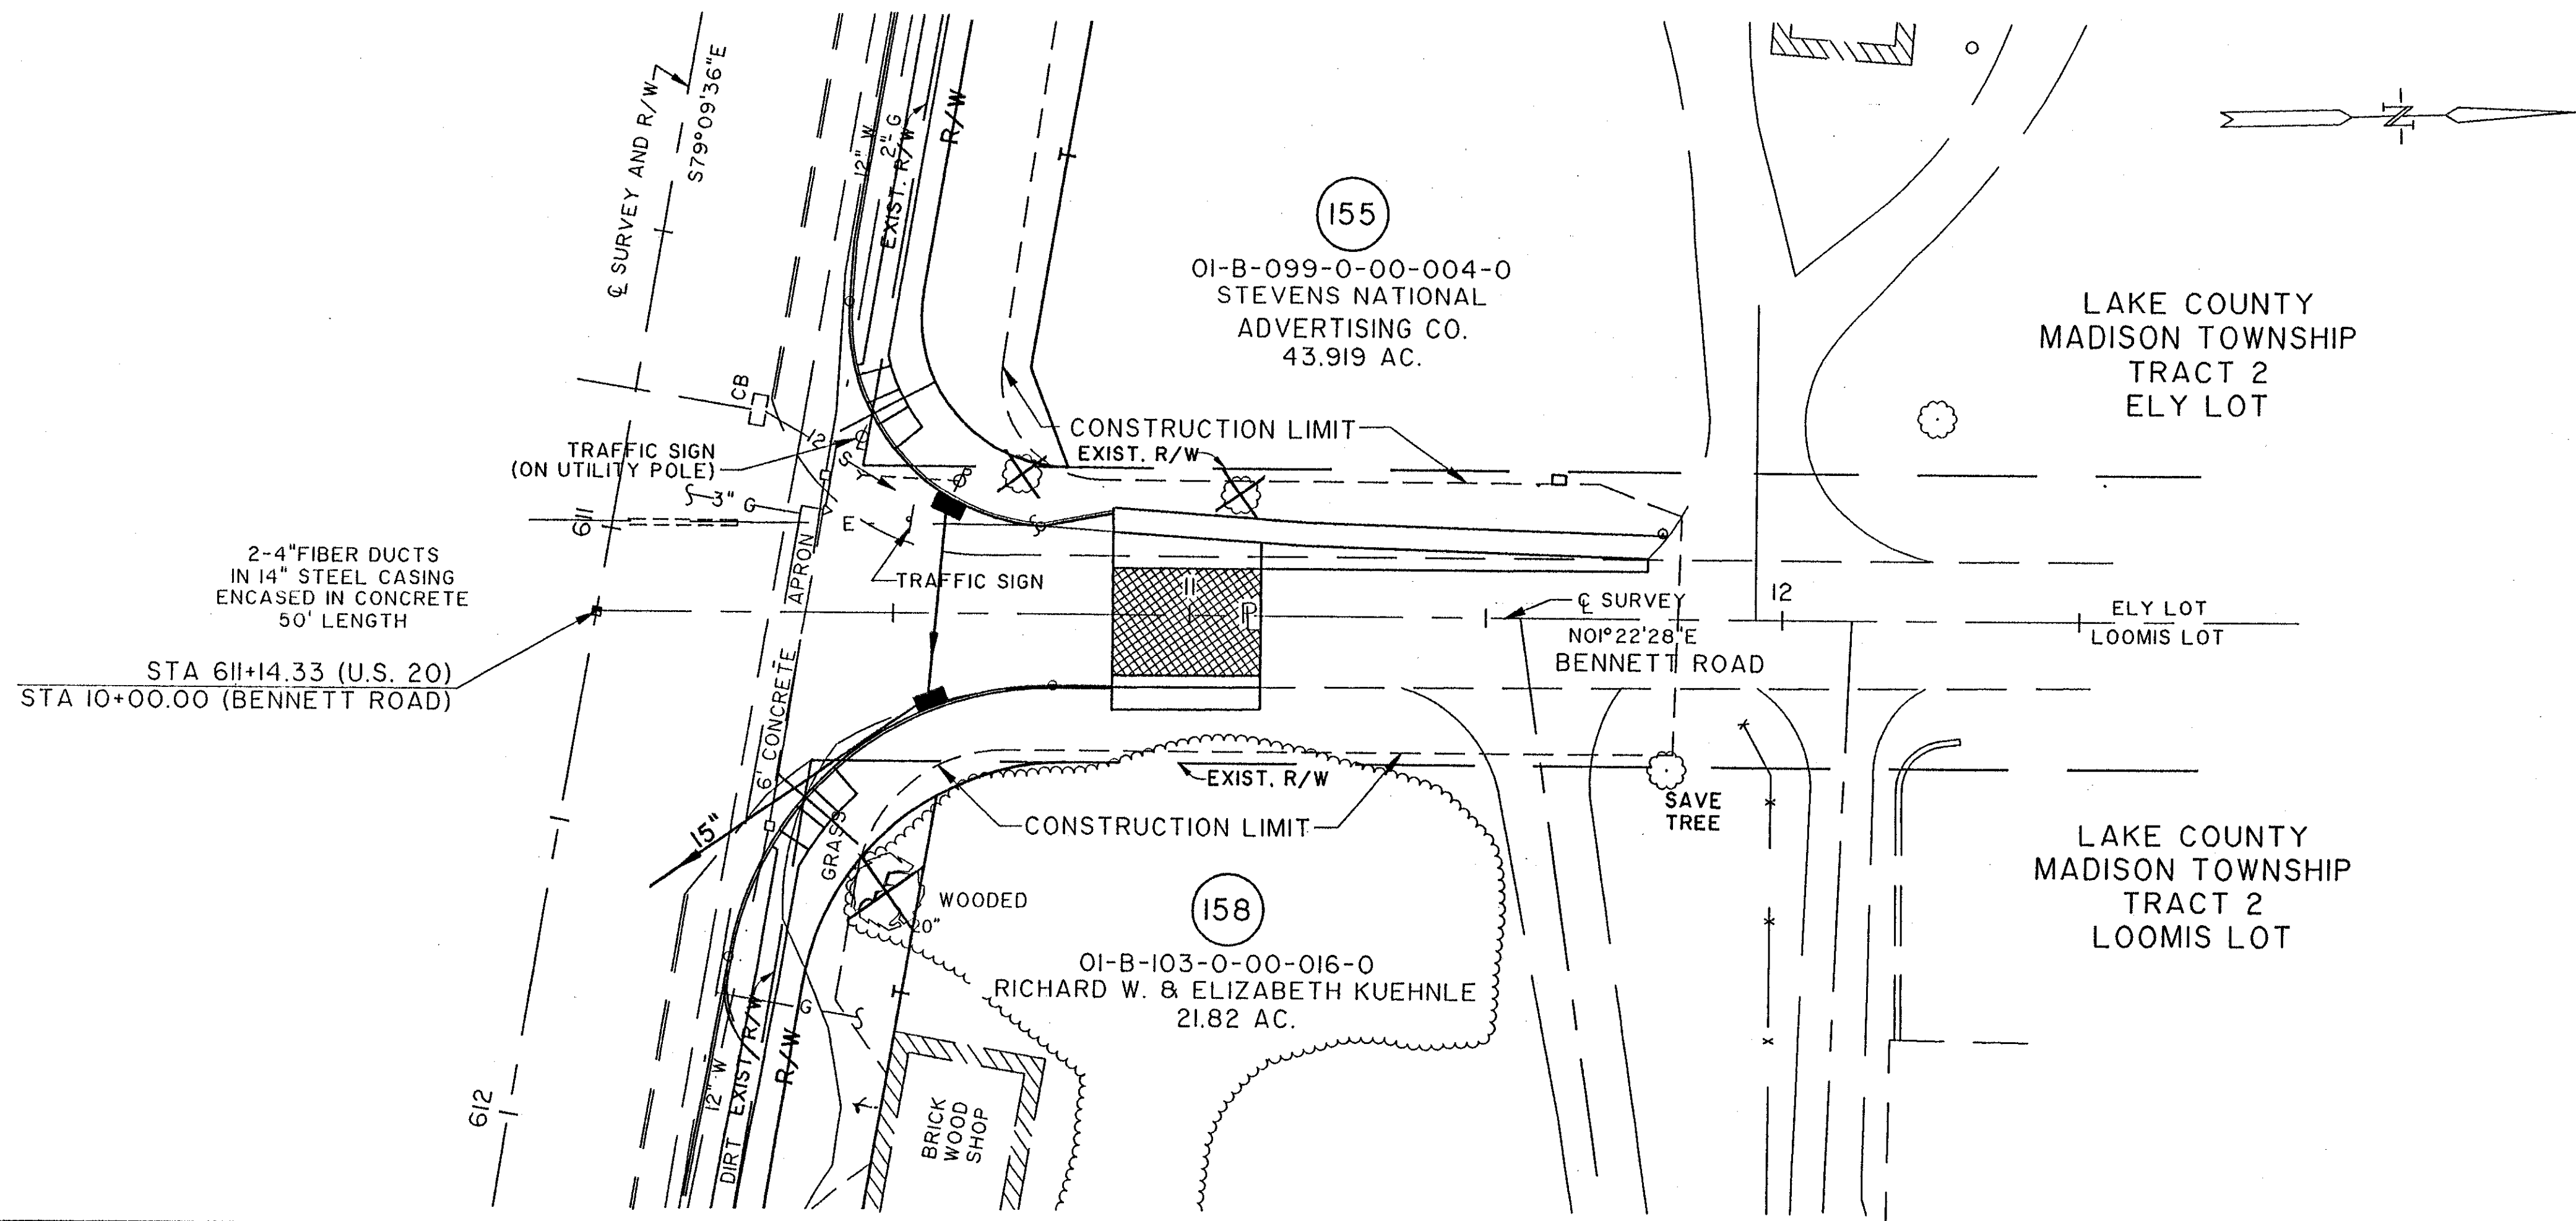 ℄ SURVEY AND R/W
S79°09'36"E
12" W
2"- G
EXIST. R/W
R/W
T
N
155
01-B-099-0-00-004-0
STEVENS NATIONAL
ADVERTISING CO.
43.919 AC.
LAKE COUNTY
MADISON TOWNSHIP
TRACT 2
ELY LOT
CB
12
CONSTRUCTION LIMIT
EXIST. R/W
TRAFFIC SIGN
(ON UTILITY POLE)
3" G
E
611
2-4"FIBER DUCTS
IN 14" STEEL CASING
ENCASED IN CONCRETE
50' LENGTH
TRAFFIC SIGN
6' CONCRETE APRON
11
P
℄ SURVEY
N01°22'28"E
BENNETT ROAD
12
ELY LOT
LOOMIS LOT
STA 611+14.33 (U.S. 20)
STA 10+00.00 (BENNETT ROAD)
EXIST. R/W
SAVE
TREE
CONSTRUCTION LIMIT
15"
GRASS
WOODED
20"
158
01-B-103-0-00-016-0
RICHARD W. & ELIZABETH KUEHNLE
21.82 AC.
LAKE COUNTY
MADISON TOWNSHIP
TRACT 2
LOOMIS LOT
T
G
612
12" W
DIRT
EXIST. R/W
R/W
BRICK
WOOD
SHOP